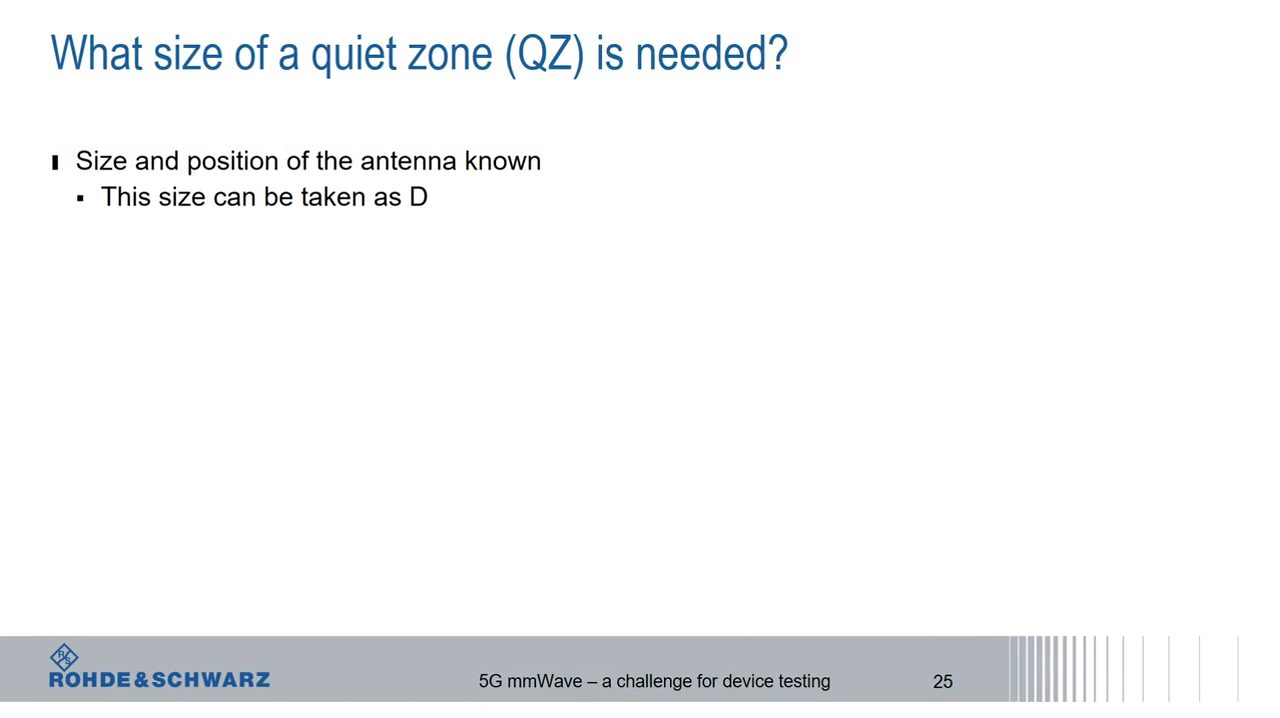 What size of a quiet zone (QZ) is needed?
Size and position of the antenna known
This size can be taken as D
R S
ROHDE & SCHWARZ
5G mmWave – a challenge for device testing
25